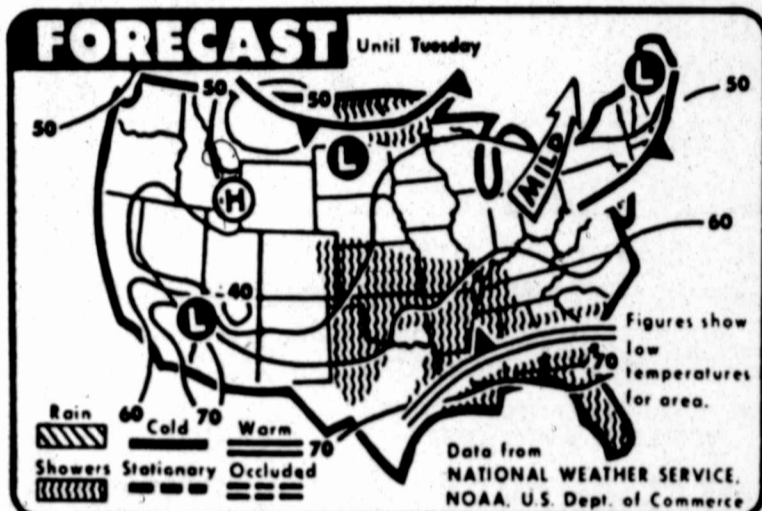 FORECAST Until Tuesday
50
50
50
L
50
L
MILD
H
60
-40
L
Figures show
low
70
temperatures
for area.
60
70
70
Rain
Cold
Warm
Showers
Stationary
Occluded
Data from
NATIONAL WEATHER SERVICE,
NOAA, U.S. Dept. of Commerce